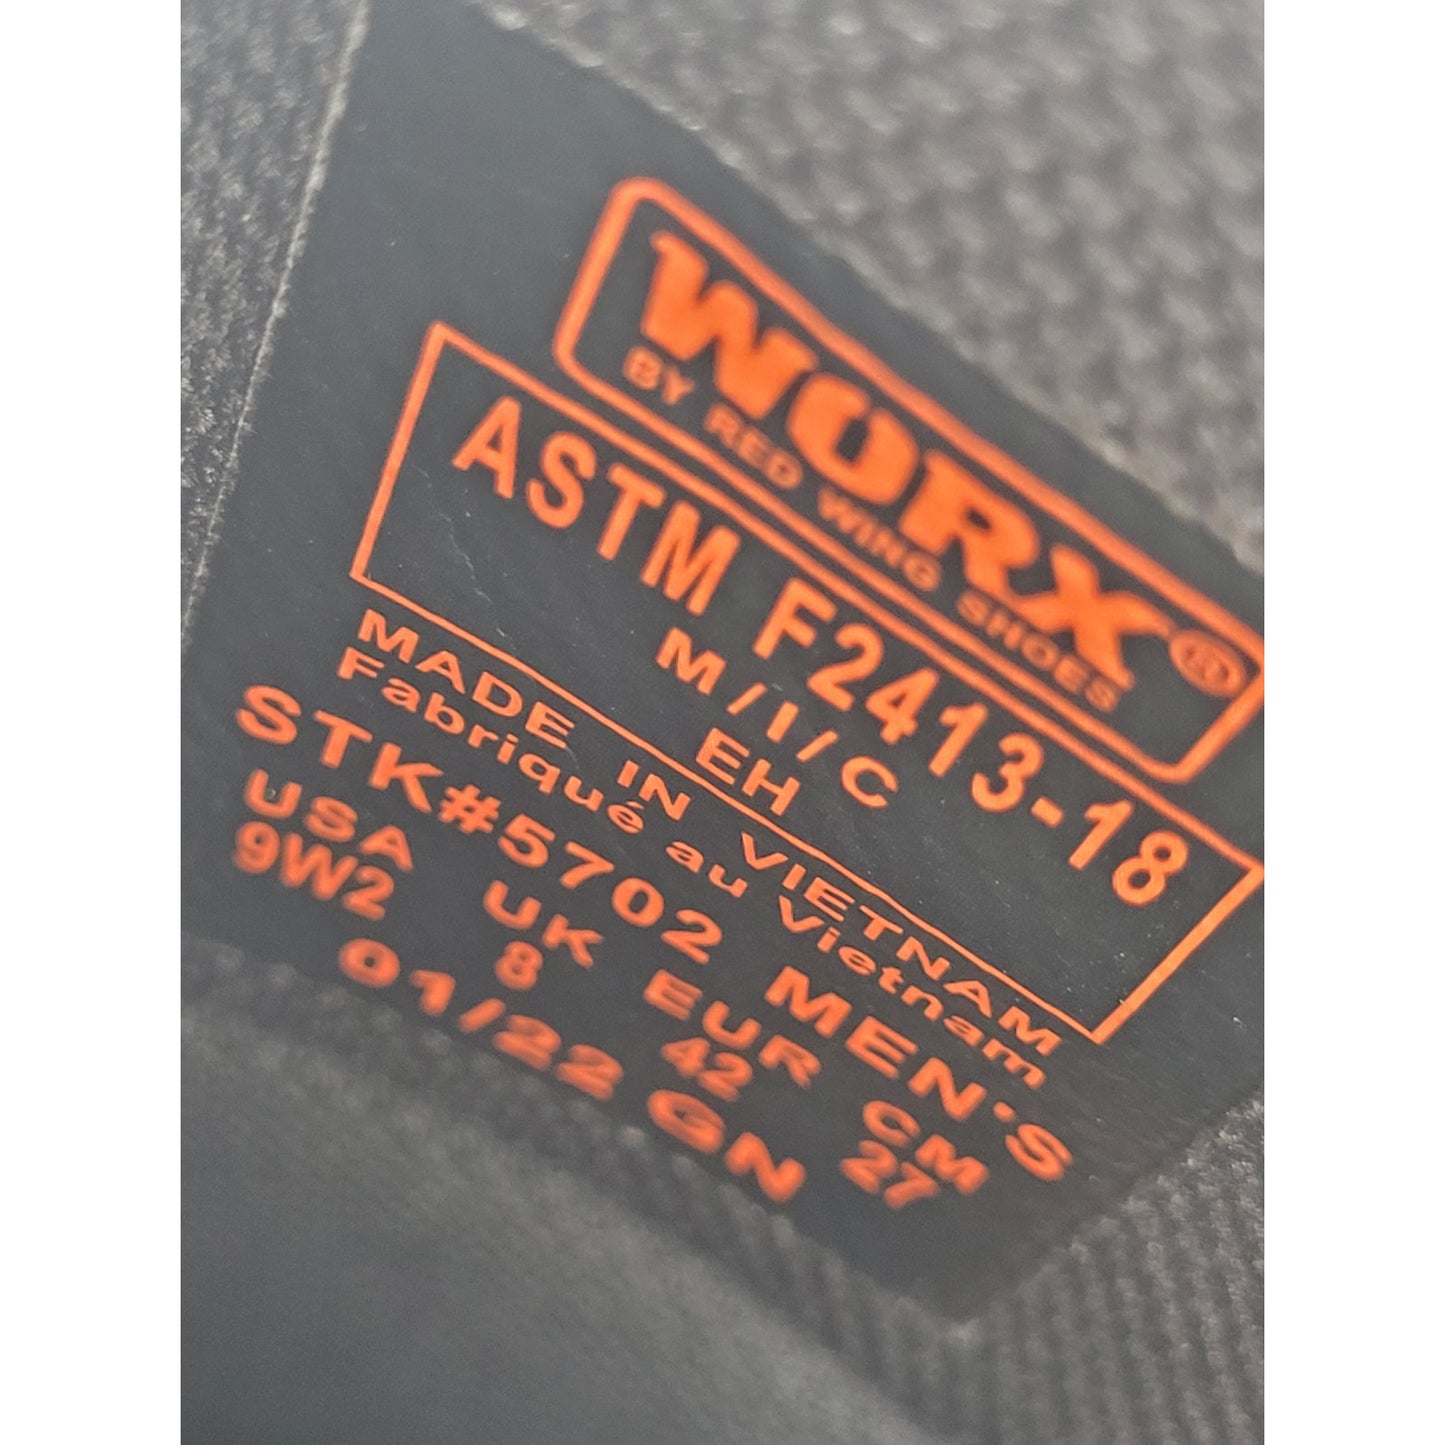 WORX®
BY RED WING SHOES
ASTM F2413-18
M/I/C
EH
MADE IN VIETNAM
Fabriqué au Vietnam
STK#5702 MEN'S
USA UK EUR CM
9W2 8 42 27
01/22 GN